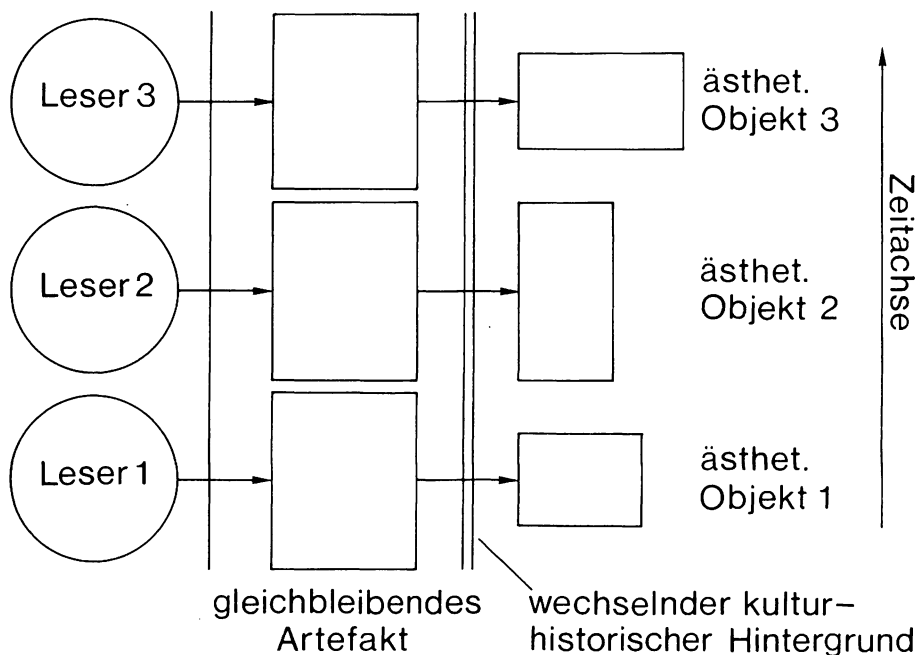 Leser 3
ästhet.
Objekt 3
Leser 2
ästhet.
Objekt 2
Leser 1
ästhet.
Objekt 1
Zeitachse
gleichbleibendes
Artefakt
wechselnder kultur-
historischer Hintergrund